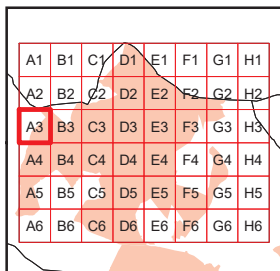 A1 B1 C1 D1 E1 F1 G1 H1
A2 B2 C2 D2 E2 F2 G2 H2
A3 B3 C3 D3 E3 F3 G3 H3
A4 B4 C4 D4 E4 F4 G4 H4
A5 B5 C5 D5 E5 F5 G5 H5
A6 B6 C6 D6 E6 F6 G6 H6